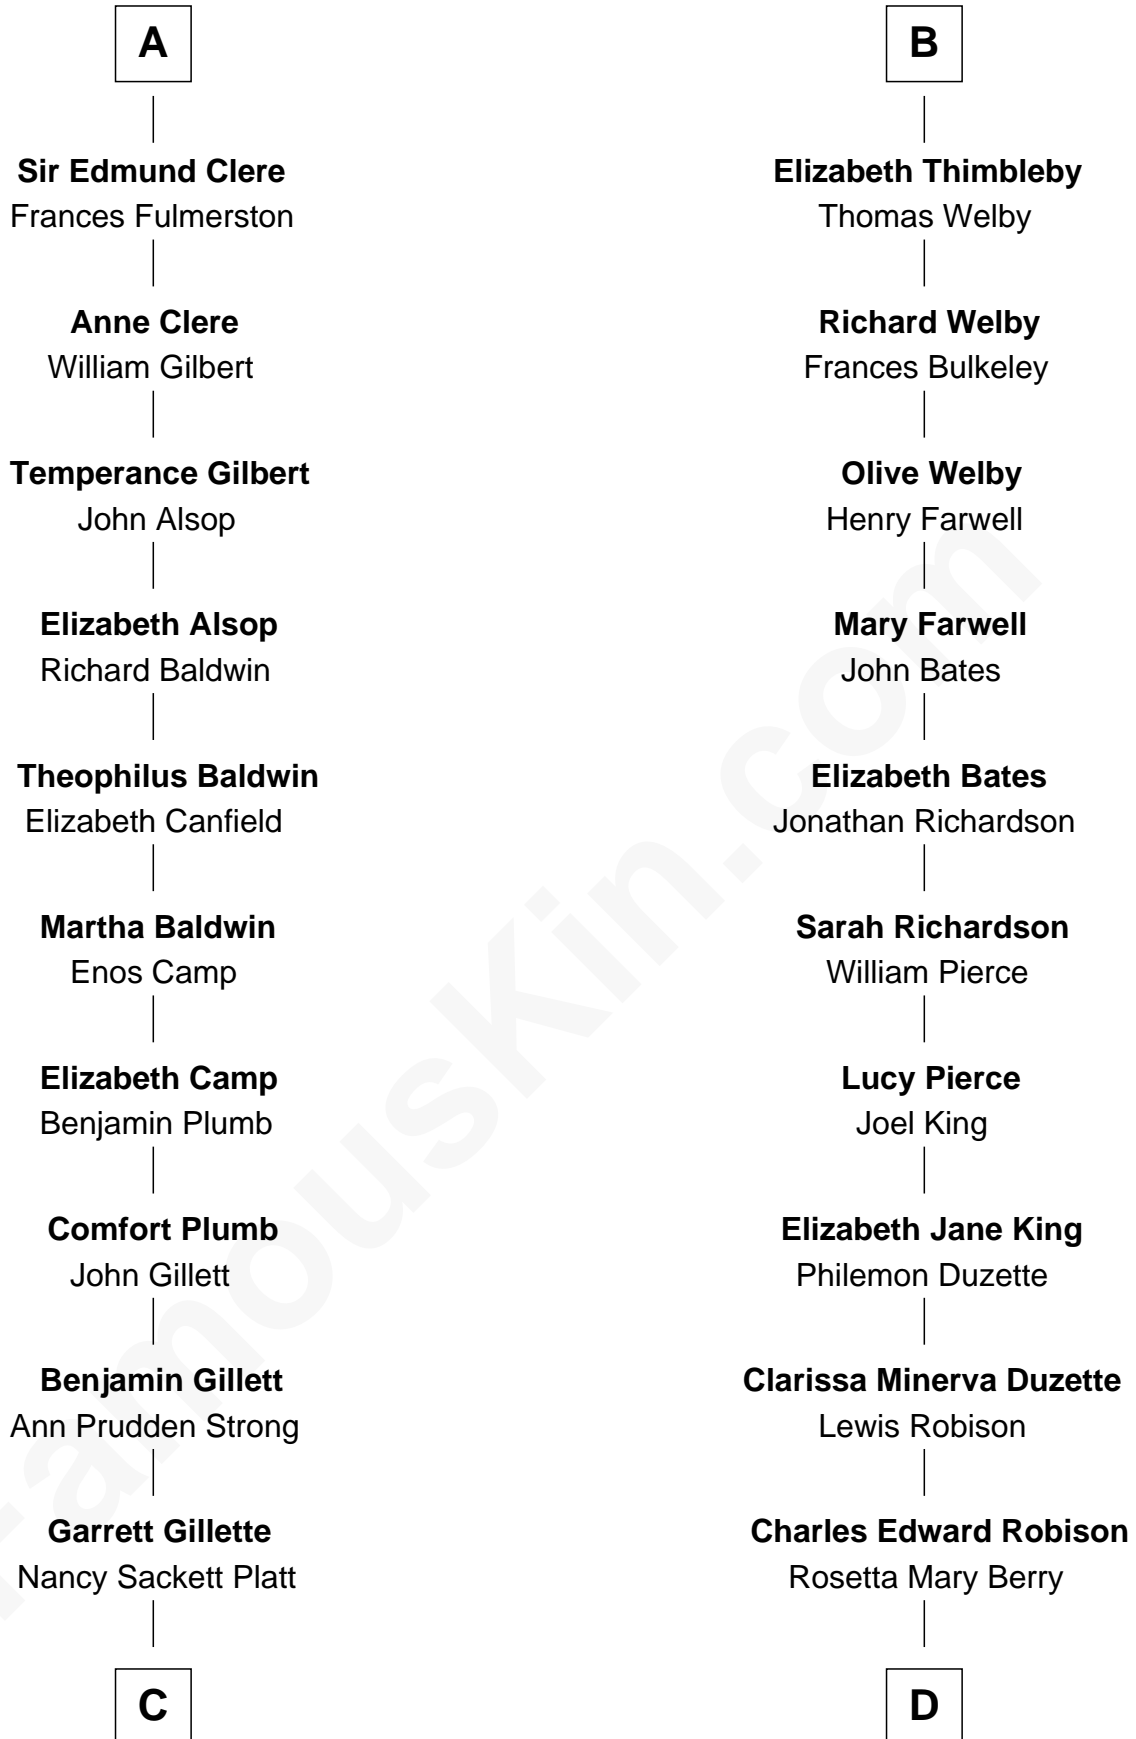 A
Sir Edmund Clere
Frances Fulmerston
Anne Clere
William Gilbert
Temperance Gilbert
John Alsop
Elizabeth Alsop
Richard Baldwin
Theophilus Baldwin
Elizabeth Canfield
Martha Baldwin
Enos Camp
Elizabeth Camp
Benjamin Plumb
Comfort Plumb
John Gillett
Benjamin Gillett
Ann Prudden Strong
Garrett Gillette
Nancy Sackett Platt
C
B
Elizabeth Thimbleby
Thomas Welby
Richard Welby
Frances Bulkeley
Olive Welby
Henry Farwell
Mary Farwell
John Bates
Elizabeth Bates
Jonathan Richardson
Sarah Richardson
William Pierce
Lucy Pierce
Joel King
Elizabeth Jane King
Philemon Duzette
Clarissa Minerva Duzette
Lewis Robison
Charles Edward Robison
Rosetta Mary Berry
D
FamousKin.com